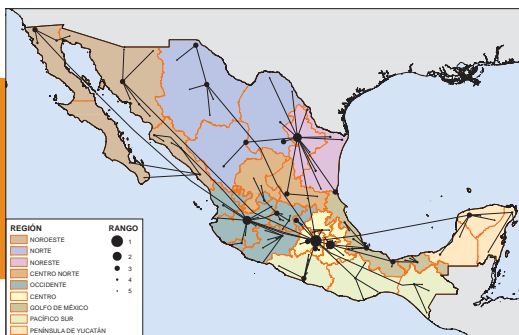 REGIÓN
RANGO
NOROESTE
1
NORTE
2
NORESTE
3
CENTRO NORTE
4
OCCIDENTE
5
CENTRO
GOLFO DE MÉXICO
PACÍFICO SUR
PENÍNSULA DE YUCATÁN